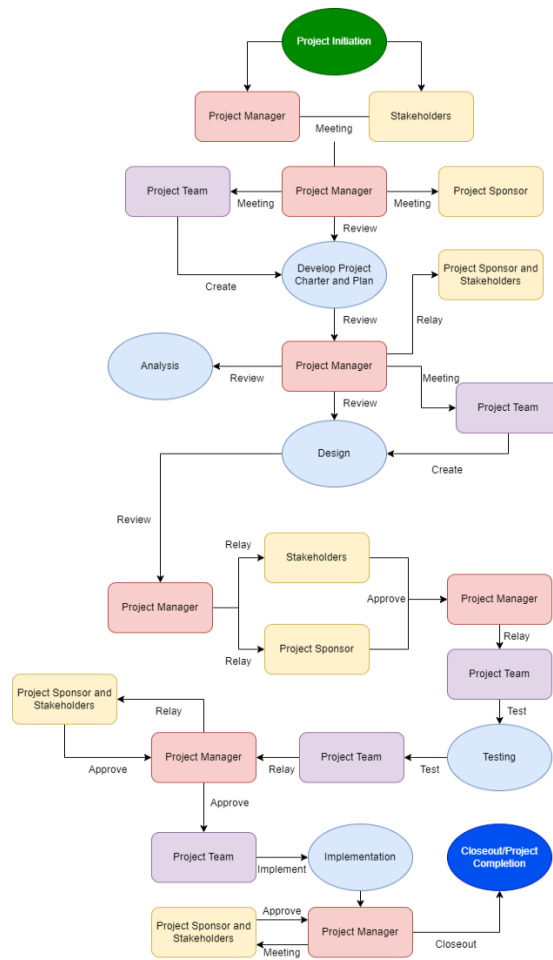 Project Initiation
Project Manager
Stakeholders
Meeting
Project Team
Project Manager
Project Sponsor
Meeting
Meeting
Review
Develop Project
Charter and Plan
Project Sponsor and
Stakeholders
Create
Review
Relay
Analysis
Project Manager
Review
Meeting
Review
Project Team
Design
Create
Review
Relay
Stakeholders
Project Manager
Approve
Project Manager
Relay
Project Sponsor
Relay
Project Team
Project Sponsor and
Stakeholders
Relay
Test
Project Manager
Project Team
Testing
Approve
Relay
Test
Approve
Project Team
Implement
Implementation
Closeout/Project
Completion
Project Sponsor and
Stakeholders
Approve
Meeting
Project Manager
Closeout